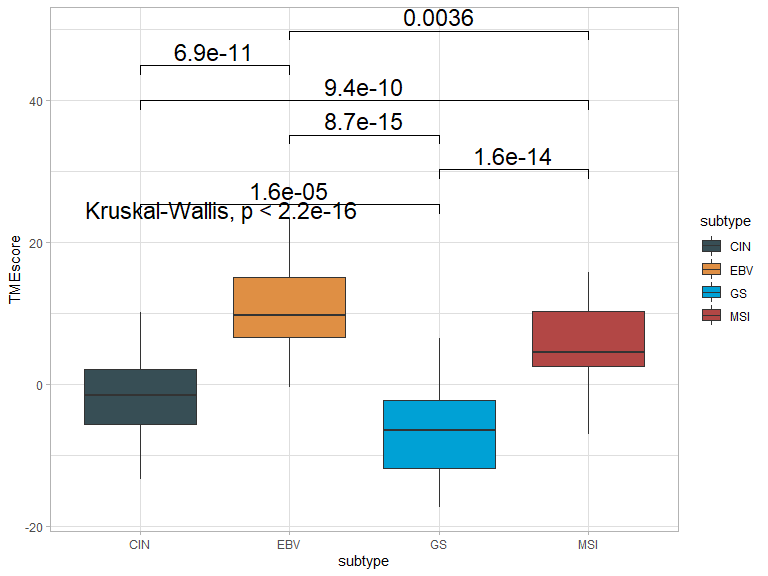 0.0036
6.9e-11
9.4e-10
8.7e-15
1.6e-14
1.6e-05
Kruskal-Wallis, p < 2.2e-16
40
20
0
-20
TMEscore
CIN
EBV
GS
MSI
subtype
subtype
CIN
EBV
GS
MSI